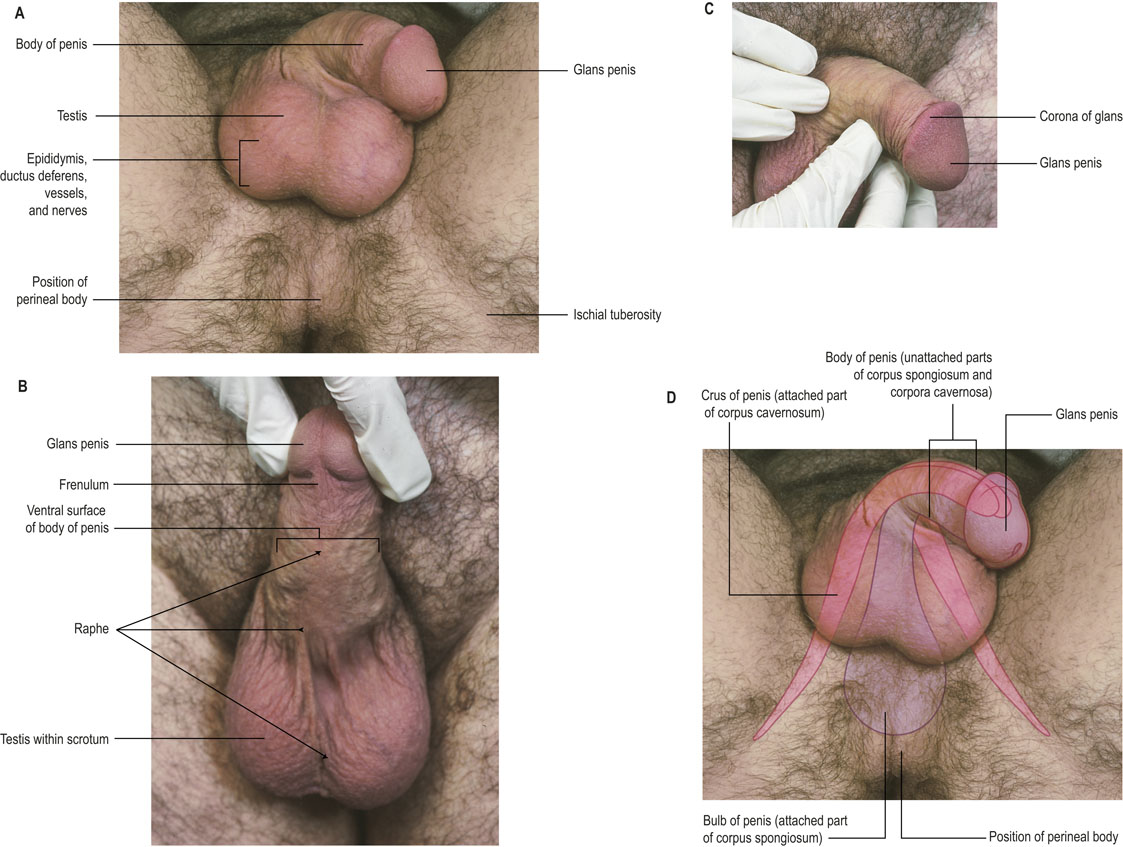 A
Body of penis
Glans penis
Testis
Epididymis,
ductus deferens,
vessels,
and nerves
Position of
perineal body
Ischial tuberosity
C
Corona of glans
Glans penis
B
Glans penis
Frenulum
Ventral surface
of body of penis
Raphe
Testis within scrotum
D
Body of penis (unattached parts
of corpus spongiosum and
corpora cavernosa)
Crus of penis (attached part
of corpus cavernosum)
Glans penis
Bulb of penis (attached part
of corpus spongiosum)
Position of perineal body